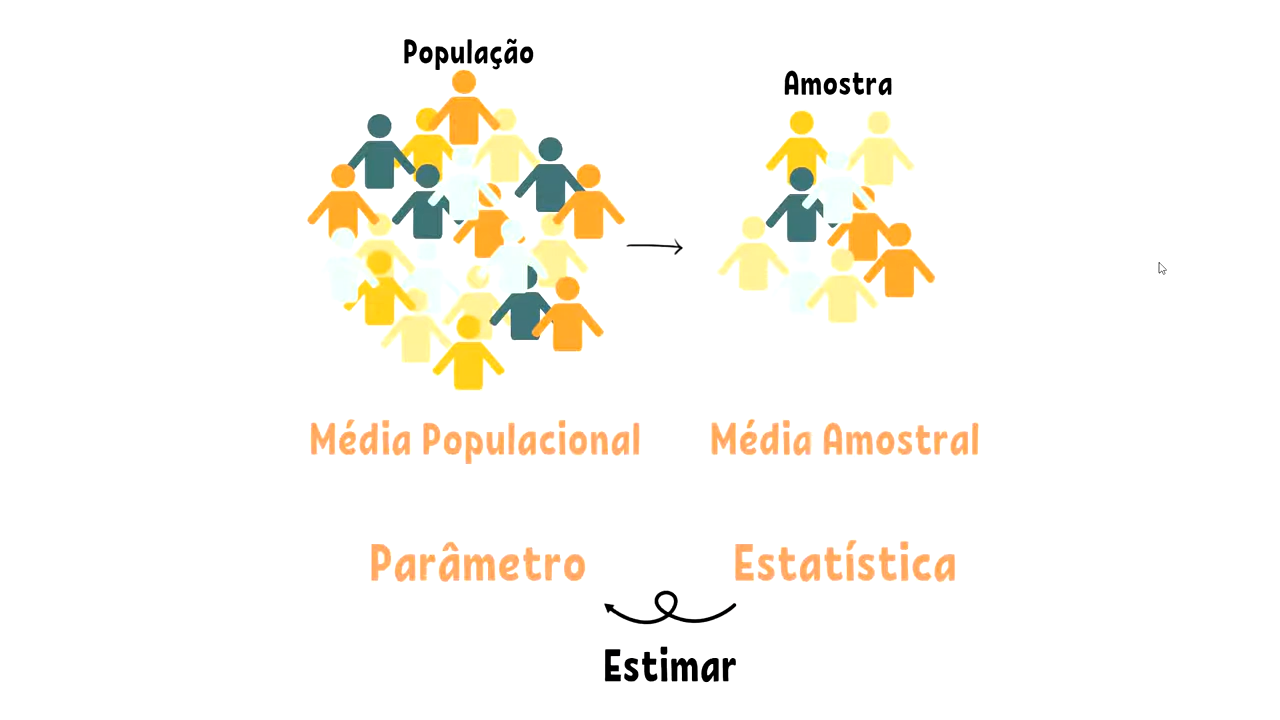 População
Amostra
Média Populacional
Média Amostral
Parâmetro
Estatística
Estimar